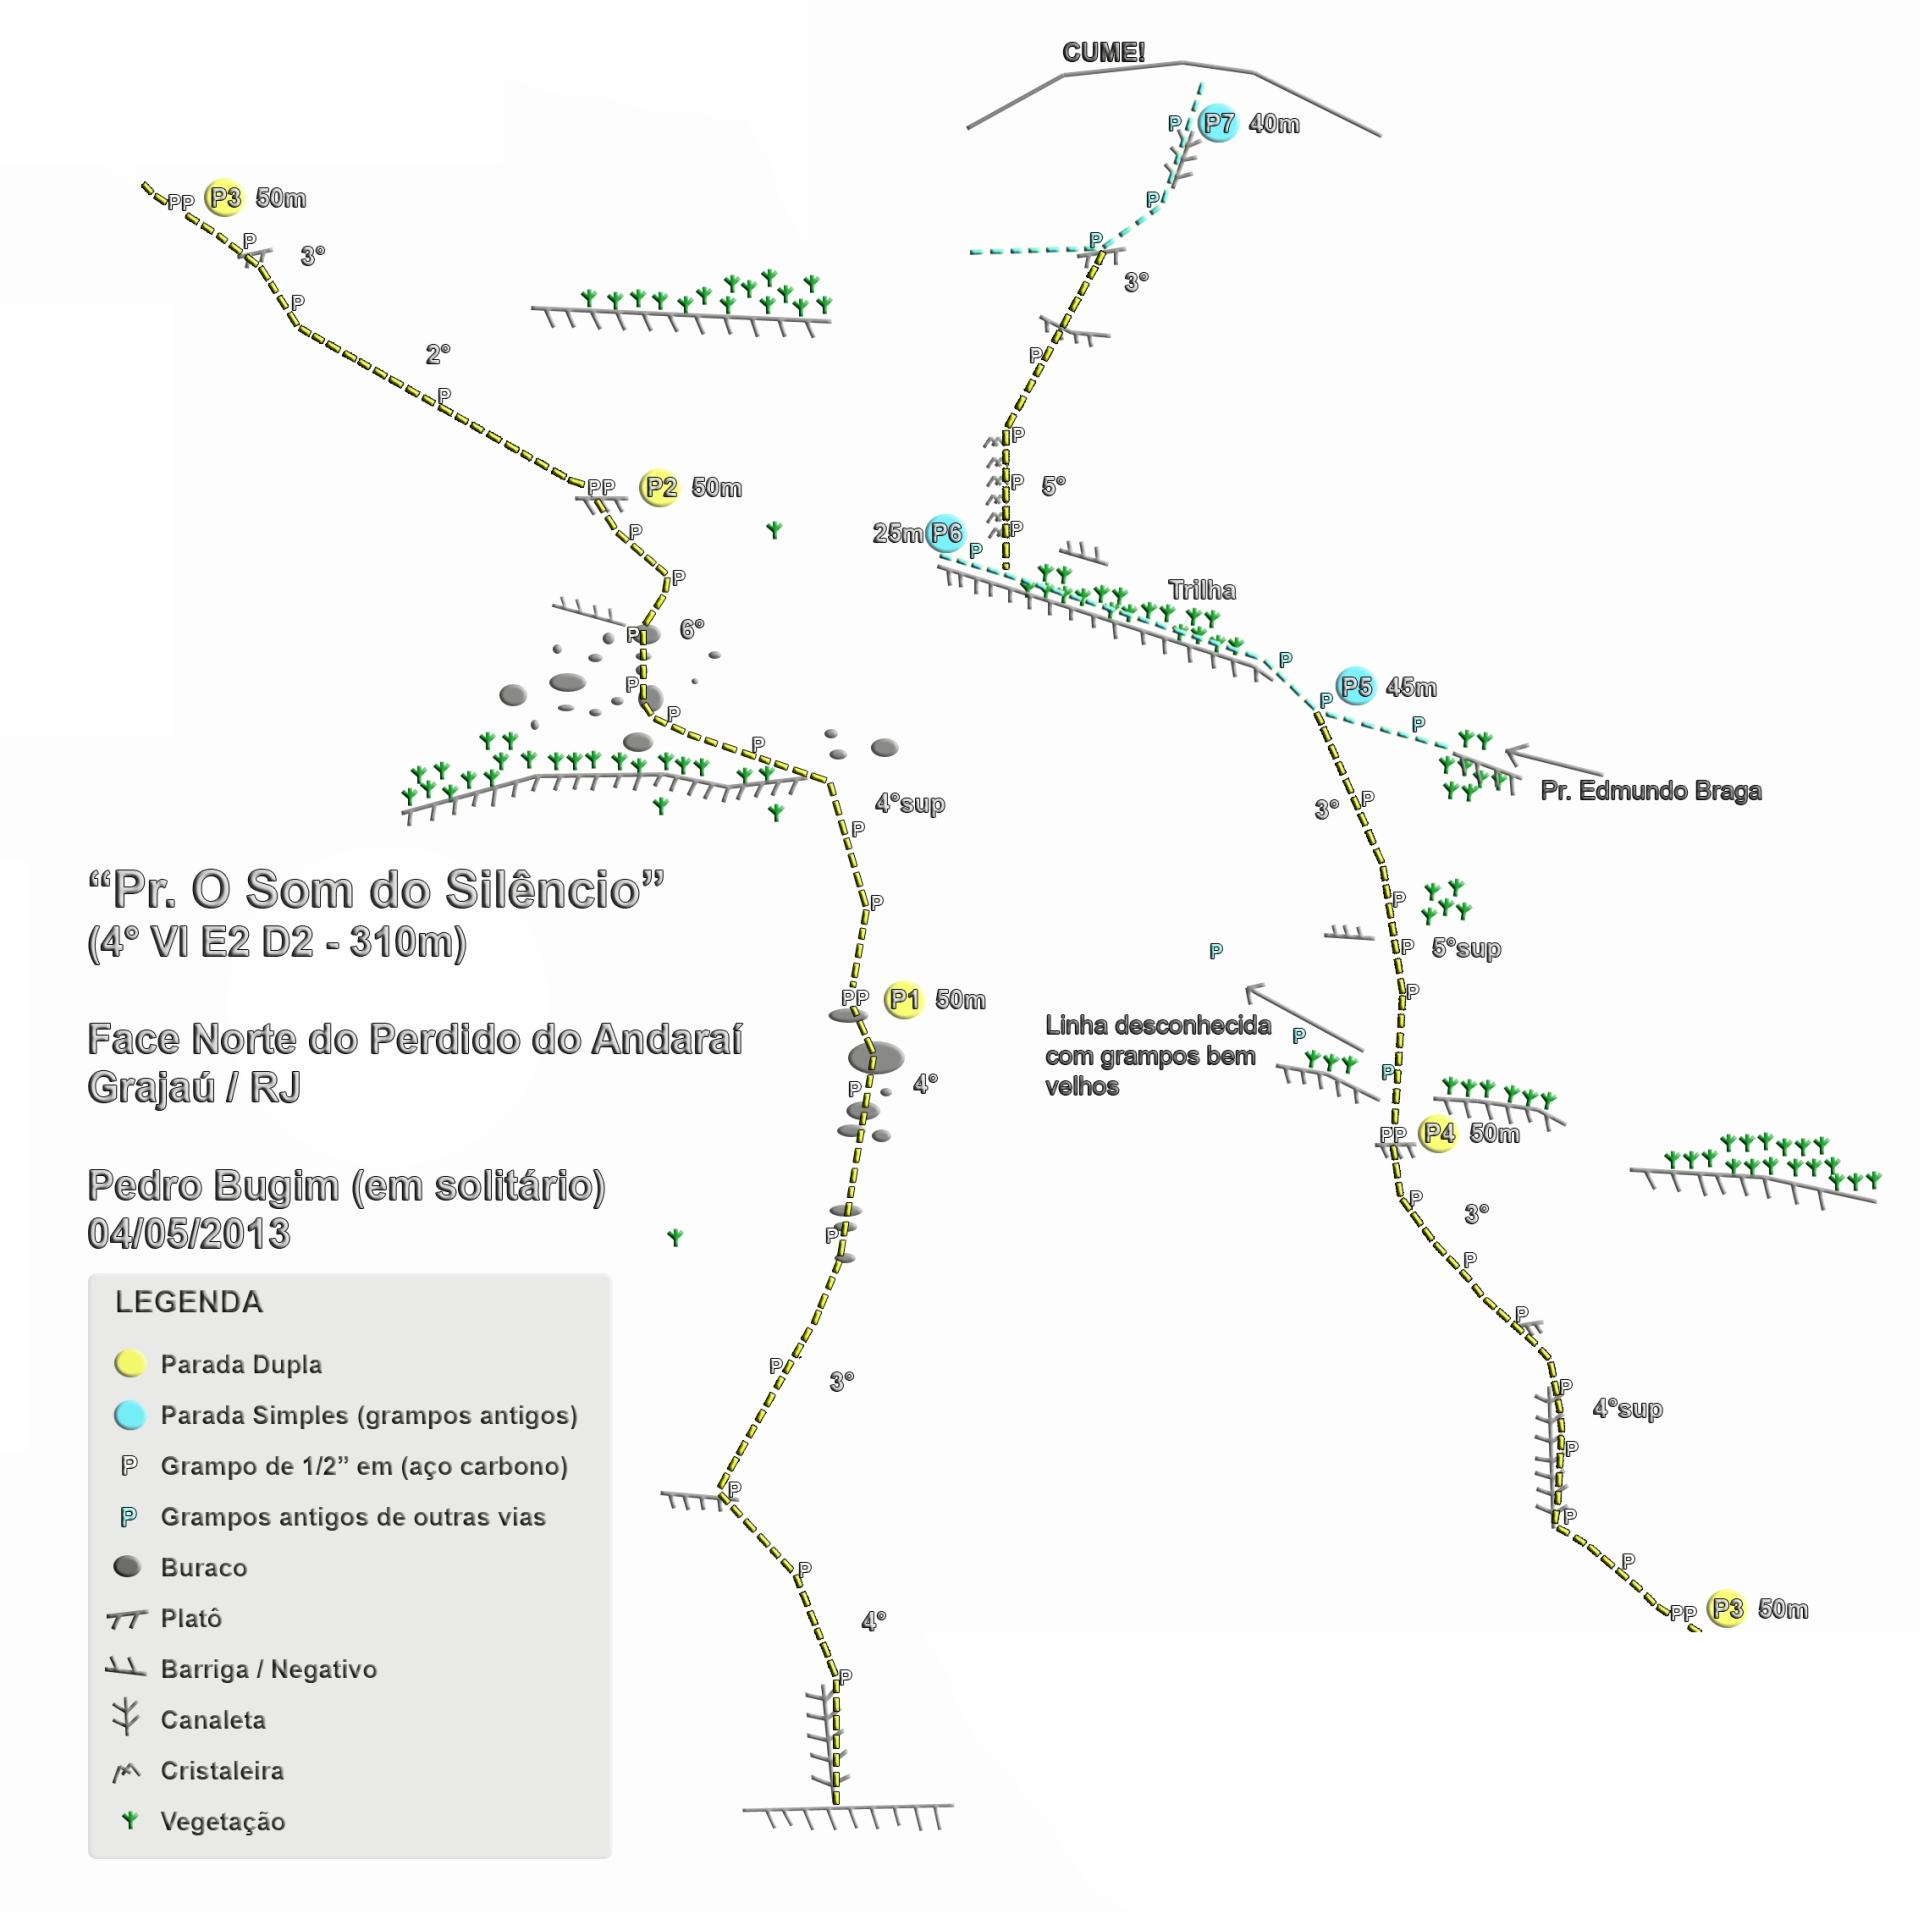 CUME!
P P7 40m
P
P
3°
P
P
5°
P
P
25m P6
P
Trilha
P
P5 45m
P
P
Pr. Edmundo Braga
3°
P
P
P
5°sup
P
P
Linha desconhecida
com grampos bem
velhos
P
P
PP P4 50m
P
3°
P
P
P
4°sup
P
P
P
PP P3 50m
PP P3 50m
P
3°
P
2°
P
PP P2 50m
P
P
P
6°
P
P
P
4°sup
P
P
PP P1 50m
P
4°
P
P
3°
P
P
4°
P
“Pr. O Som do Silêncio”
(4° VI E2 D2 - 310m)
Face Norte do Perdido do Andaraí
Grajaú / RJ
Pedro Bugim (em solitário)
04/05/2013
LEGENDA
Parada Dupla
Parada Simples (grampos antigos)
P Grampo de 1/2” em (aço carbono)
P Grampos antigos de outras vias
Buraco
Platô
Barriga / Negativo
Canaleta
Cristaleira
Vegetação